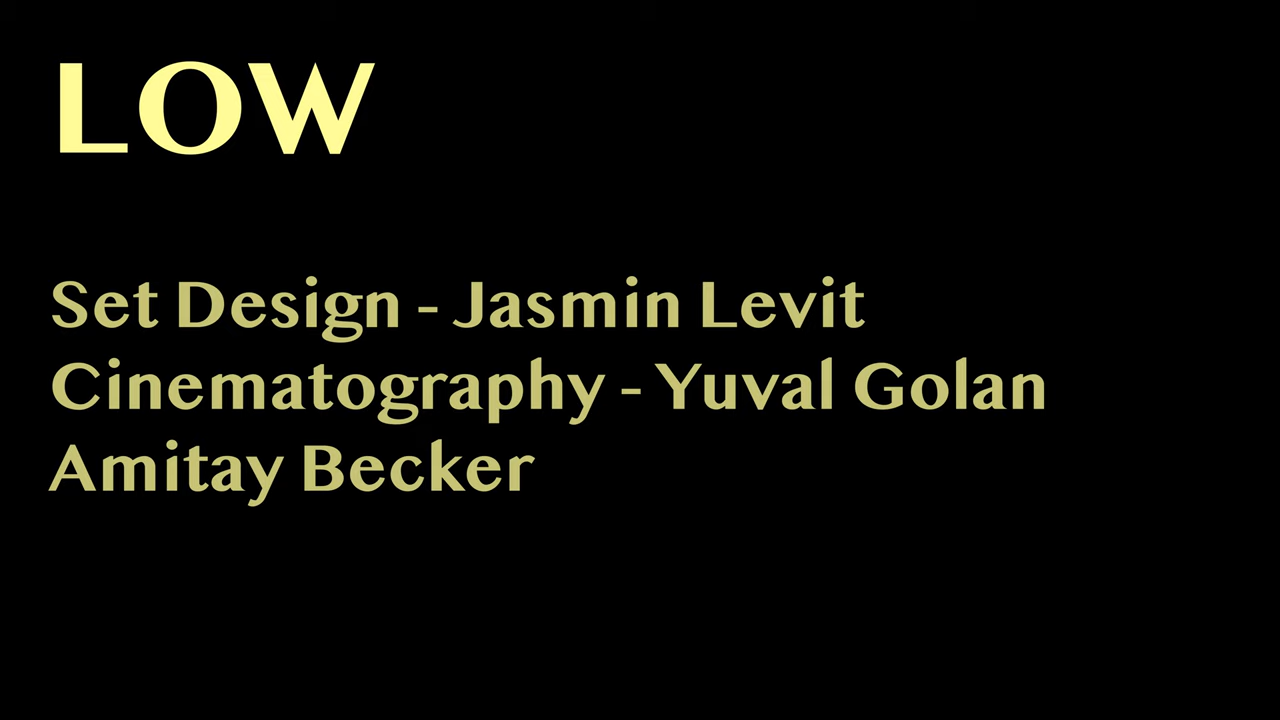 LOW
Set Design - Jasmin Levit
Cinematography - Yuval Golan
Amitay Becker